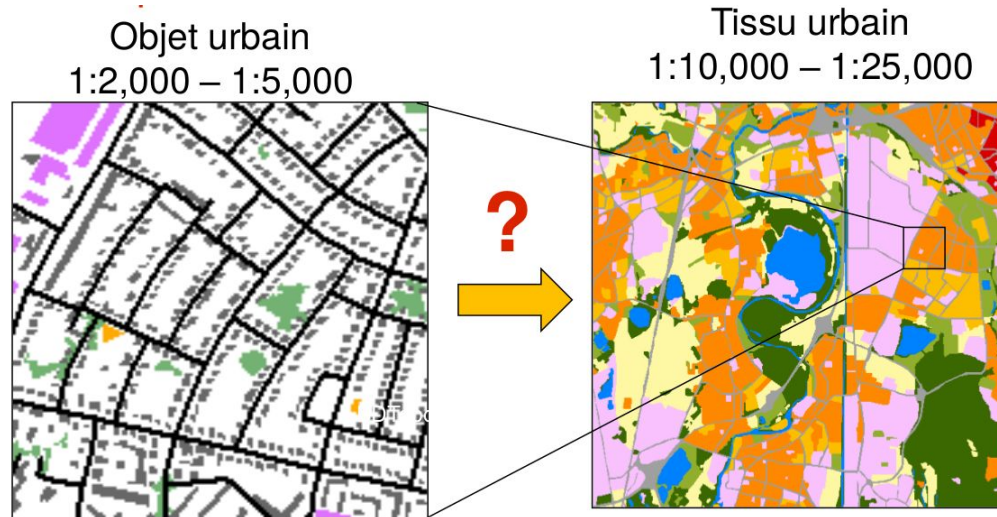 Objet urbain
1:2,000 – 1:5,000
Tissu urbain
1:10,000 – 1:25,000
?